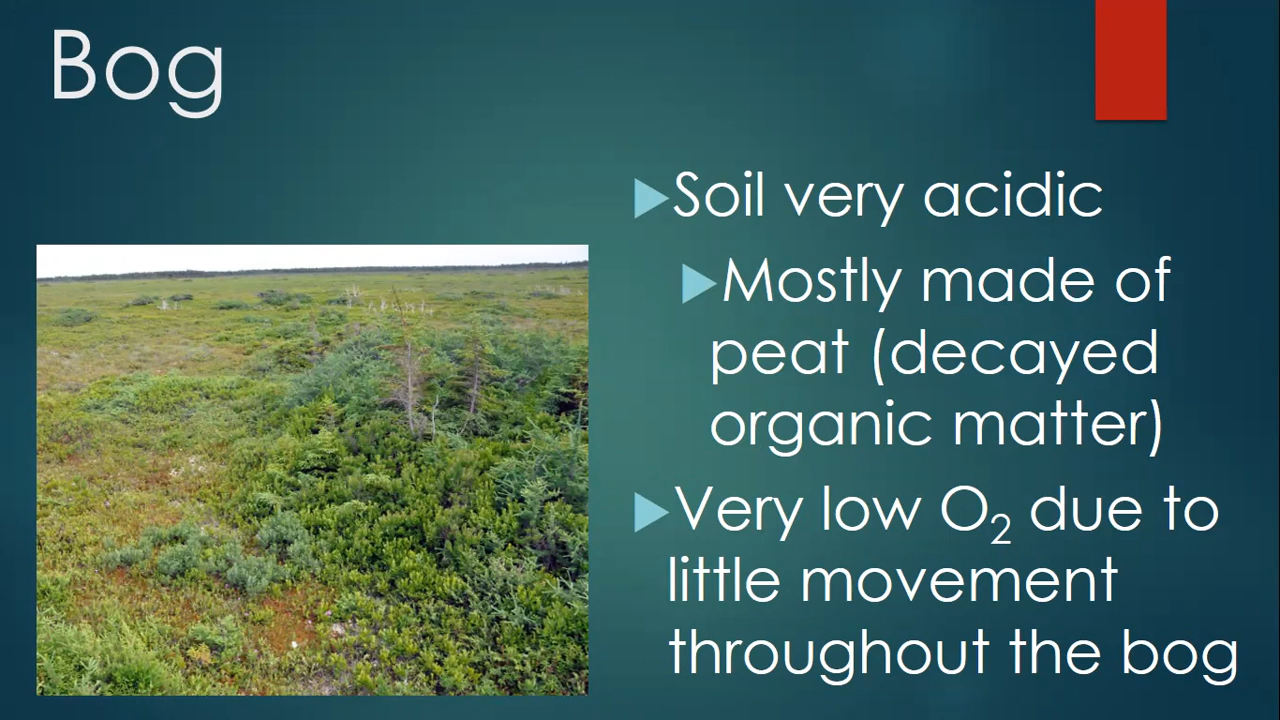 Bog
Soil very acidic
Mostly made of
peat (decayed
organic matter)
Very low O₂ due to
little movement
throughout the bog